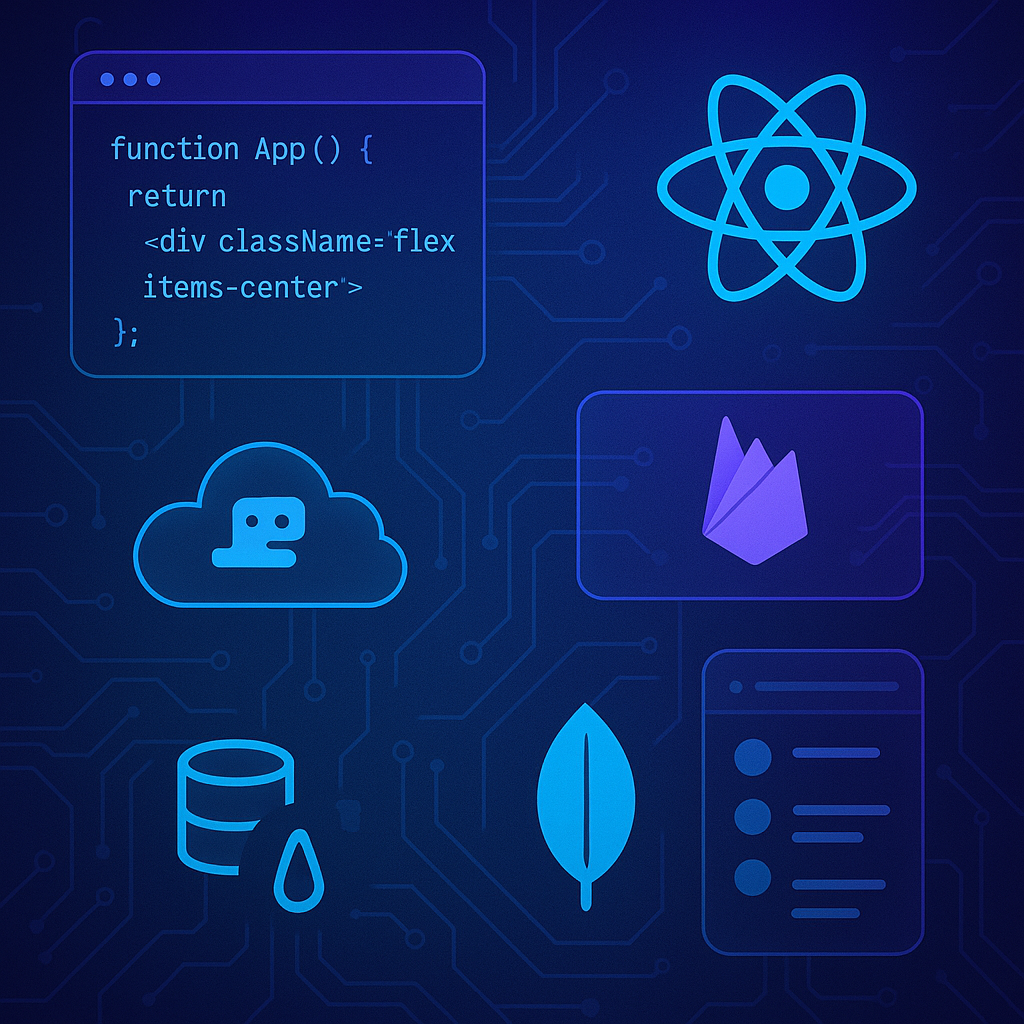 function App() {
return
<div className="flex
items-center">
};